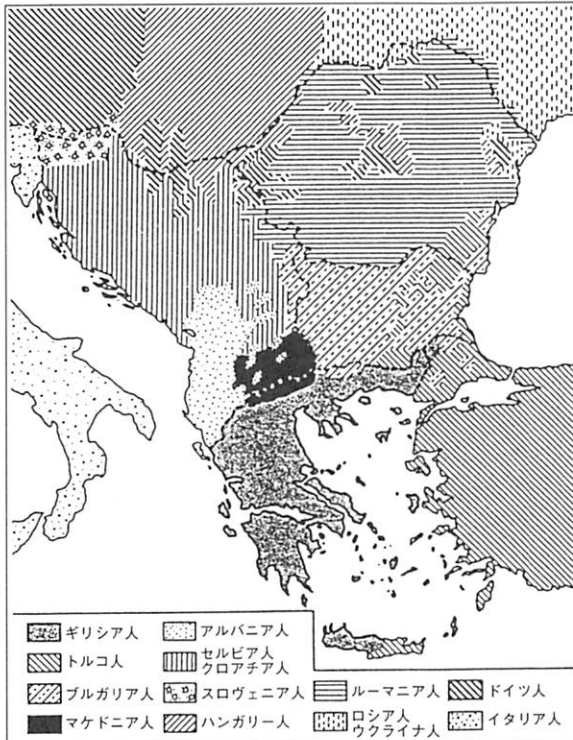 ギリシア人
アルバニア人
トルコ人
セルビア人
クロアチア人
ブルガリア人
スロヴェニア人
ルーマニア人
ドイツ人
マケドニア人
ハンガリー人
ロシア人
ウクライナ人
イタリア人